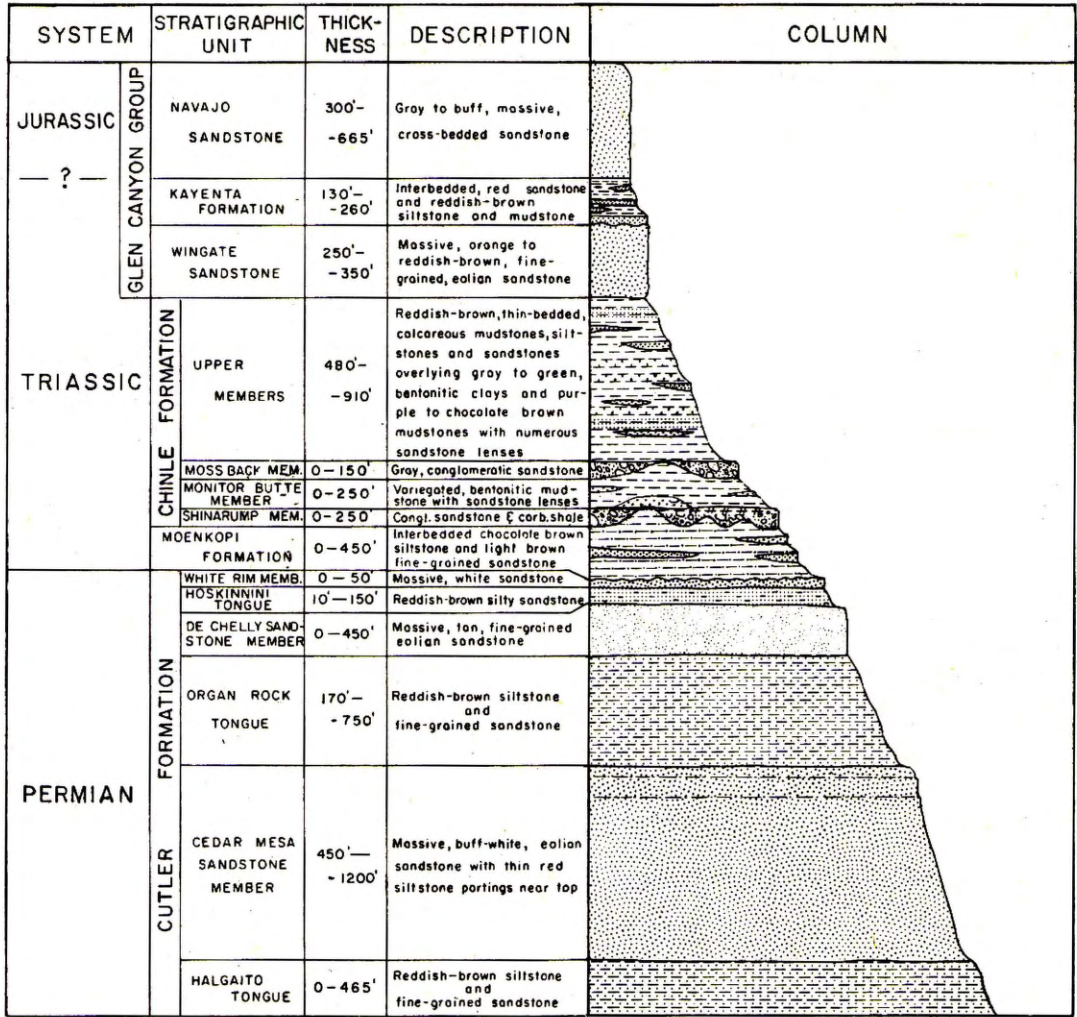 SYSTEM
STRATIGRAPHIC
UNIT
THICK-
NESS
DESCRIPTION
COLUMN
JURASSIC
— ? —
TRIASSIC
PERMIAN
GLEN CANYON GROUP
CHINLE FORMATION
CUTLER FORMATION
NAVAJO
SANDSTONE
300'-
-665'
Gray to buff, massive,
cross-bedded sandstone
KAYENTA
FORMATION
130'-
-260'
Interbedded, red sandstone
and reddish-brown
siltstone and mudstone
WINGATE
SANDSTONE
250'-
-350'
Massive, orange to
reddish-brown, fine-
grained, eolian sandstone
UPPER
MEMBERS
480'-
-910'
Reddish-brown, thin-bedded,
calcareous mudstones, silt-
stones and sandstones
overlying gray to green,
bentonitic clays and pur-
ple to chocolate brown
mudstones with numerous
sandstone lenses
MOSS BACK MEM.
0-150'
Gray, conglomeratic sandstone
MONITOR BUTTE
MEMBER
0-250'
Variegated, bentonitic mud-
stone with sandstone lenses
SHINARUMP MEM.
0-250'
Congl. sandstone & carb. shale
MOENKOPI
FORMATION
0-450'
Interbedded chocolate brown
siltstone and light brown
fine-grained sandstone
WHITE RIM MEMB.
0-50'
Massive, white sandstone
HOSKINNINI
TONGUE
10'-150'
Reddish-brown silty sandstone
DE CHELLY SAND-
STONE MEMBER
0-450'
Massive, tan, fine-grained
eolian sandstone
ORGAN ROCK
TONGUE
170'-
-750'
Reddish-brown siltstone
and
fine-grained sandstone
CEDAR MESA
SANDSTONE
MEMBER
450'—
-1200'
Massive, buff-white, eolian
sandstone with thin red
siltstone partings near top
HALGAITO
TONGUE
0-465'
Reddish-brown siltstone
and
fine-grained sandstone